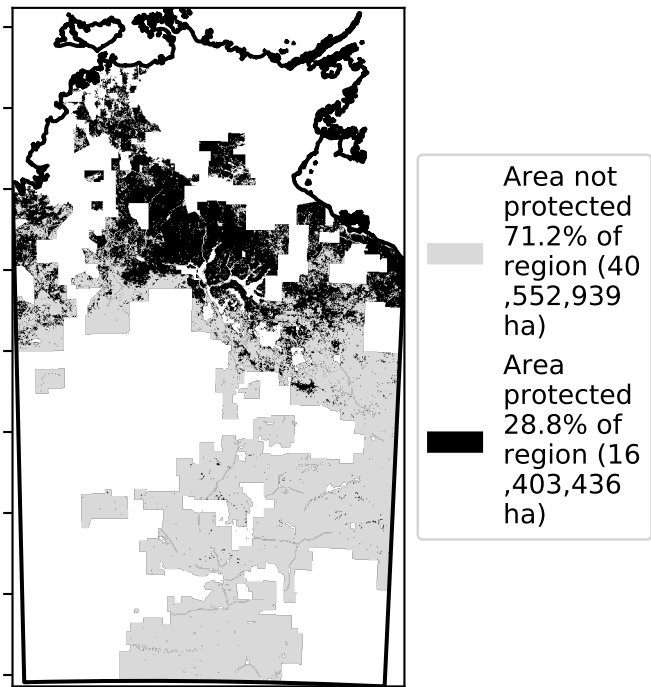 Area not
protected
71.2% of
region (40
,552,939
ha)
Area
protected
28.8% of
region (16
,403,436
ha)